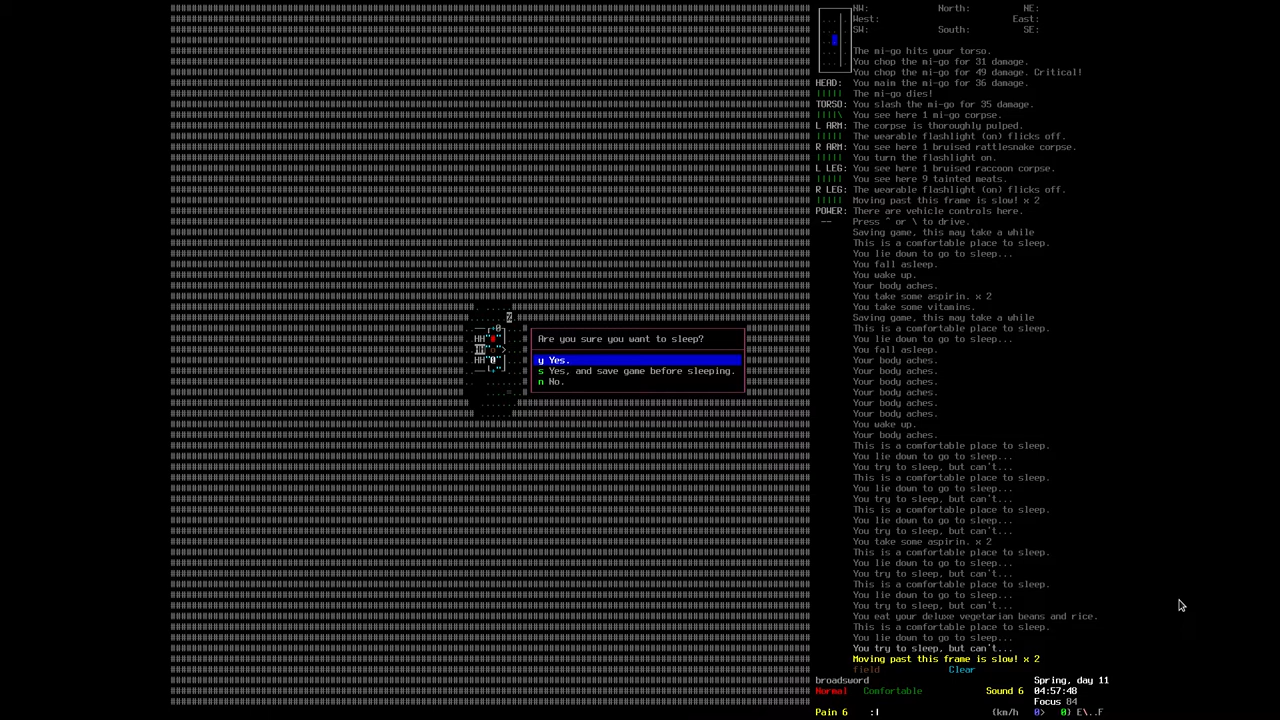 NW: North: NE:
West: East:
SW: South: SE:
The mi-go hits your torso.
You chop the mi-go for 31 damage.
You chop the mi-go for 49 damage. Critical!
HEAD: You maim the mi-go for 36 damage.
The mi-go dies!
TORSO: You slash the mi-go for 35 damage.
You see here 1 mi-go corpse.
L ARM: The corpse is thoroughly pulped.
The wearable flashlight (on) flicks off.
R ARM: You see here 1 bruised rattlesnake corpse.
You turn the flashlight on.
L LEG: You see here 1 bruised raccoon corpse.
You see here 9 tainted meats.
R LEG: The wearable flashlight (on) flicks off.
Moving past this frame is slow! x 2
POWER: There are vehicle controls here.
-- Press ^ or \ to drive.
Saving game, this may take a while
This is a comfortable place to sleep.
You lie down to go to sleep...
You fall asleep.
You wake up.
Your body aches.
You take some aspirin. x 2
You take some vitamins.
Saving game, this may take a while
This is a comfortable place to sleep.
You lie down to go to sleep...
You fall asleep.
Your body aches.
Your body aches.
Your body aches.
Your body aches.
Your body aches.
Your body aches.
You wake up.
Your body aches.
This is a comfortable place to sleep.
You lie down to go to sleep...
You try to sleep, but can't...
This is a comfortable place to sleep.
You lie down to go to sleep...
You try to sleep, but can't...
This is a comfortable place to sleep.
You lie down to go to sleep...
You try to sleep, but can't...
You take some aspirin. x 2
This is a comfortable place to sleep.
You lie down to go to sleep...
You try to sleep, but can't...
This is a comfortable place to sleep.
You lie down to go to sleep...
You try to sleep, but can't...
You eat your deluxe vegetarian beans and rice.
This is a comfortable place to sleep.
You lie down to go to sleep...
You try to sleep, but can't...
Moving past this frame is slow! x 2
field Clear
broadsword Spring, day 11
Normal Comfortable Sound 6 04:57:48
Focus 84
Pain 6 :| {km/h 0> 0} E\..F
Are you sure you want to sleep?
y Yes.
s Yes, and save game before sleeping.
n No.